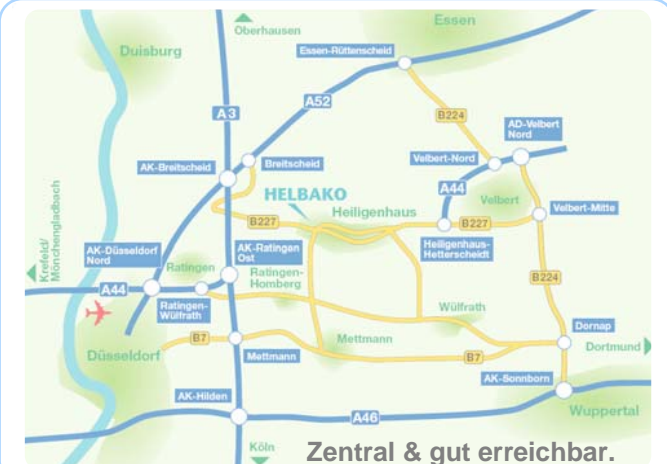 Essen
Oberhausen
Duisburg
Essen-Rüttenscheid
A52
A3
B224
AD-Velbert
Nord
AK-Breitscheid
Breitscheid
Velbert-Nord
A44
HELBAKO
Velbert
Heiligenhaus
B227
B227
Velbert-Mitte
Krefeld/
Mönchengladbach
AK-Düsseldorf
Nord
AK-Ratingen
Ost
Heiligenhaus-
Hetterscheidt
Ratingen
Ratingen-
Homberg
B224
A44
Ratingen-
Wülfrath
Wülfrath
Dornap
B7
Mettmann
Dortmund
Düsseldorf
Mettmann
B7
AK-Sonnborn
AK-Hilden
A46
Wuppertal
Köln
Zentral & gut erreichbar.